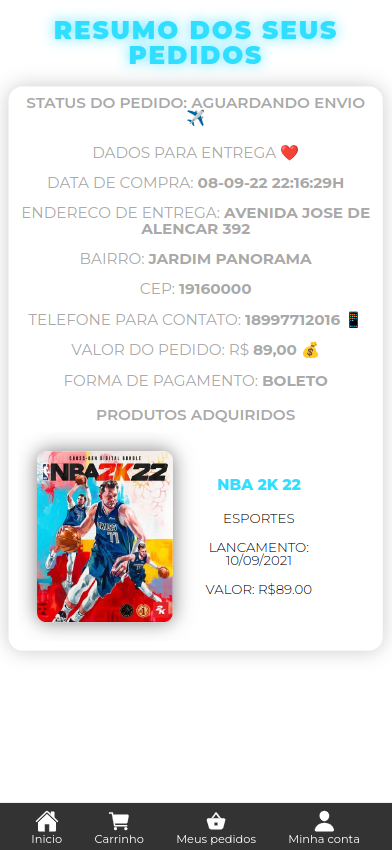 RESUMO DOS SEUS
PEDIDOS
STATUS DO PEDIDO: AGUARDANDO ENVIO
✈️
DADOS PARA ENTREGA ❤️
DATA DE COMPRA: 08-09-22 22:16:29H
ENDERECO DE ENTREGA: AVENIDA JOSE DE
ALENCAR 392
BAIRRO: JARDIM PANORAMA
CEP: 19160000
TELEFONE PARA CONTATO: 18997712016 📱
VALOR DO PEDIDO: R$ 89,00 💰
FORMA DE PAGAMENTO: BOLETO
PRODUTOS ADQUIRIDOS
CROSS-GEN DIGITAL BUNDLE
NBA2K22
77
2K
NBA 2K 22
ESPORTES
LANCAMENTO:
10/09/2021
VALOR: R$89.00
Inicio
Carrinho
Meus pedidos
Minha conta